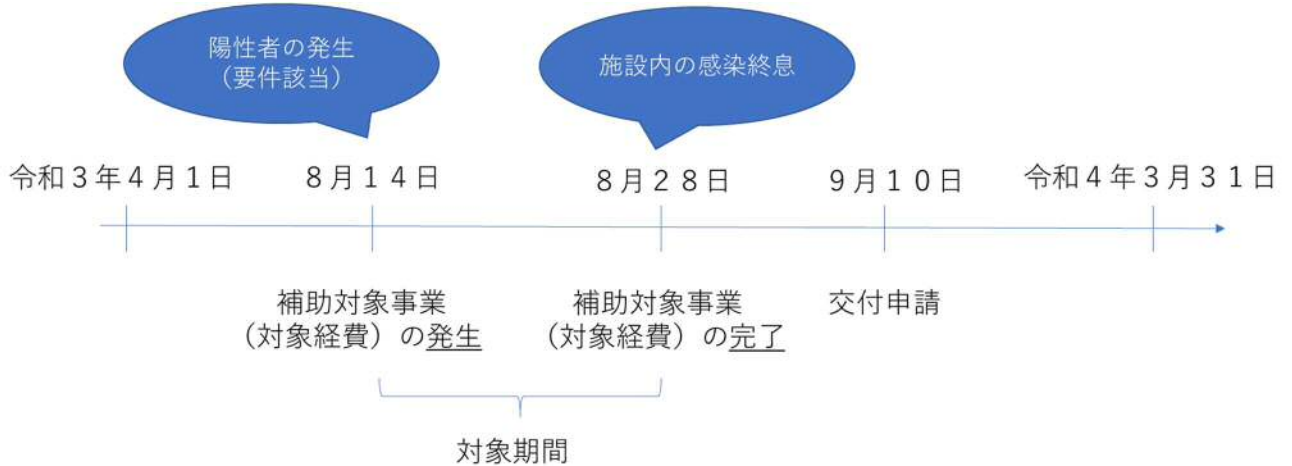 陽性者の発生
（要件該当）
施設内の感染終息
令和３年４月１日
８月１４日
８月２８日
９月１０日
令和４年３月３１日
補助対象事業
（対象経費）の発生
補助対象事業
（対象経費）の完了
交付申請
対象期間